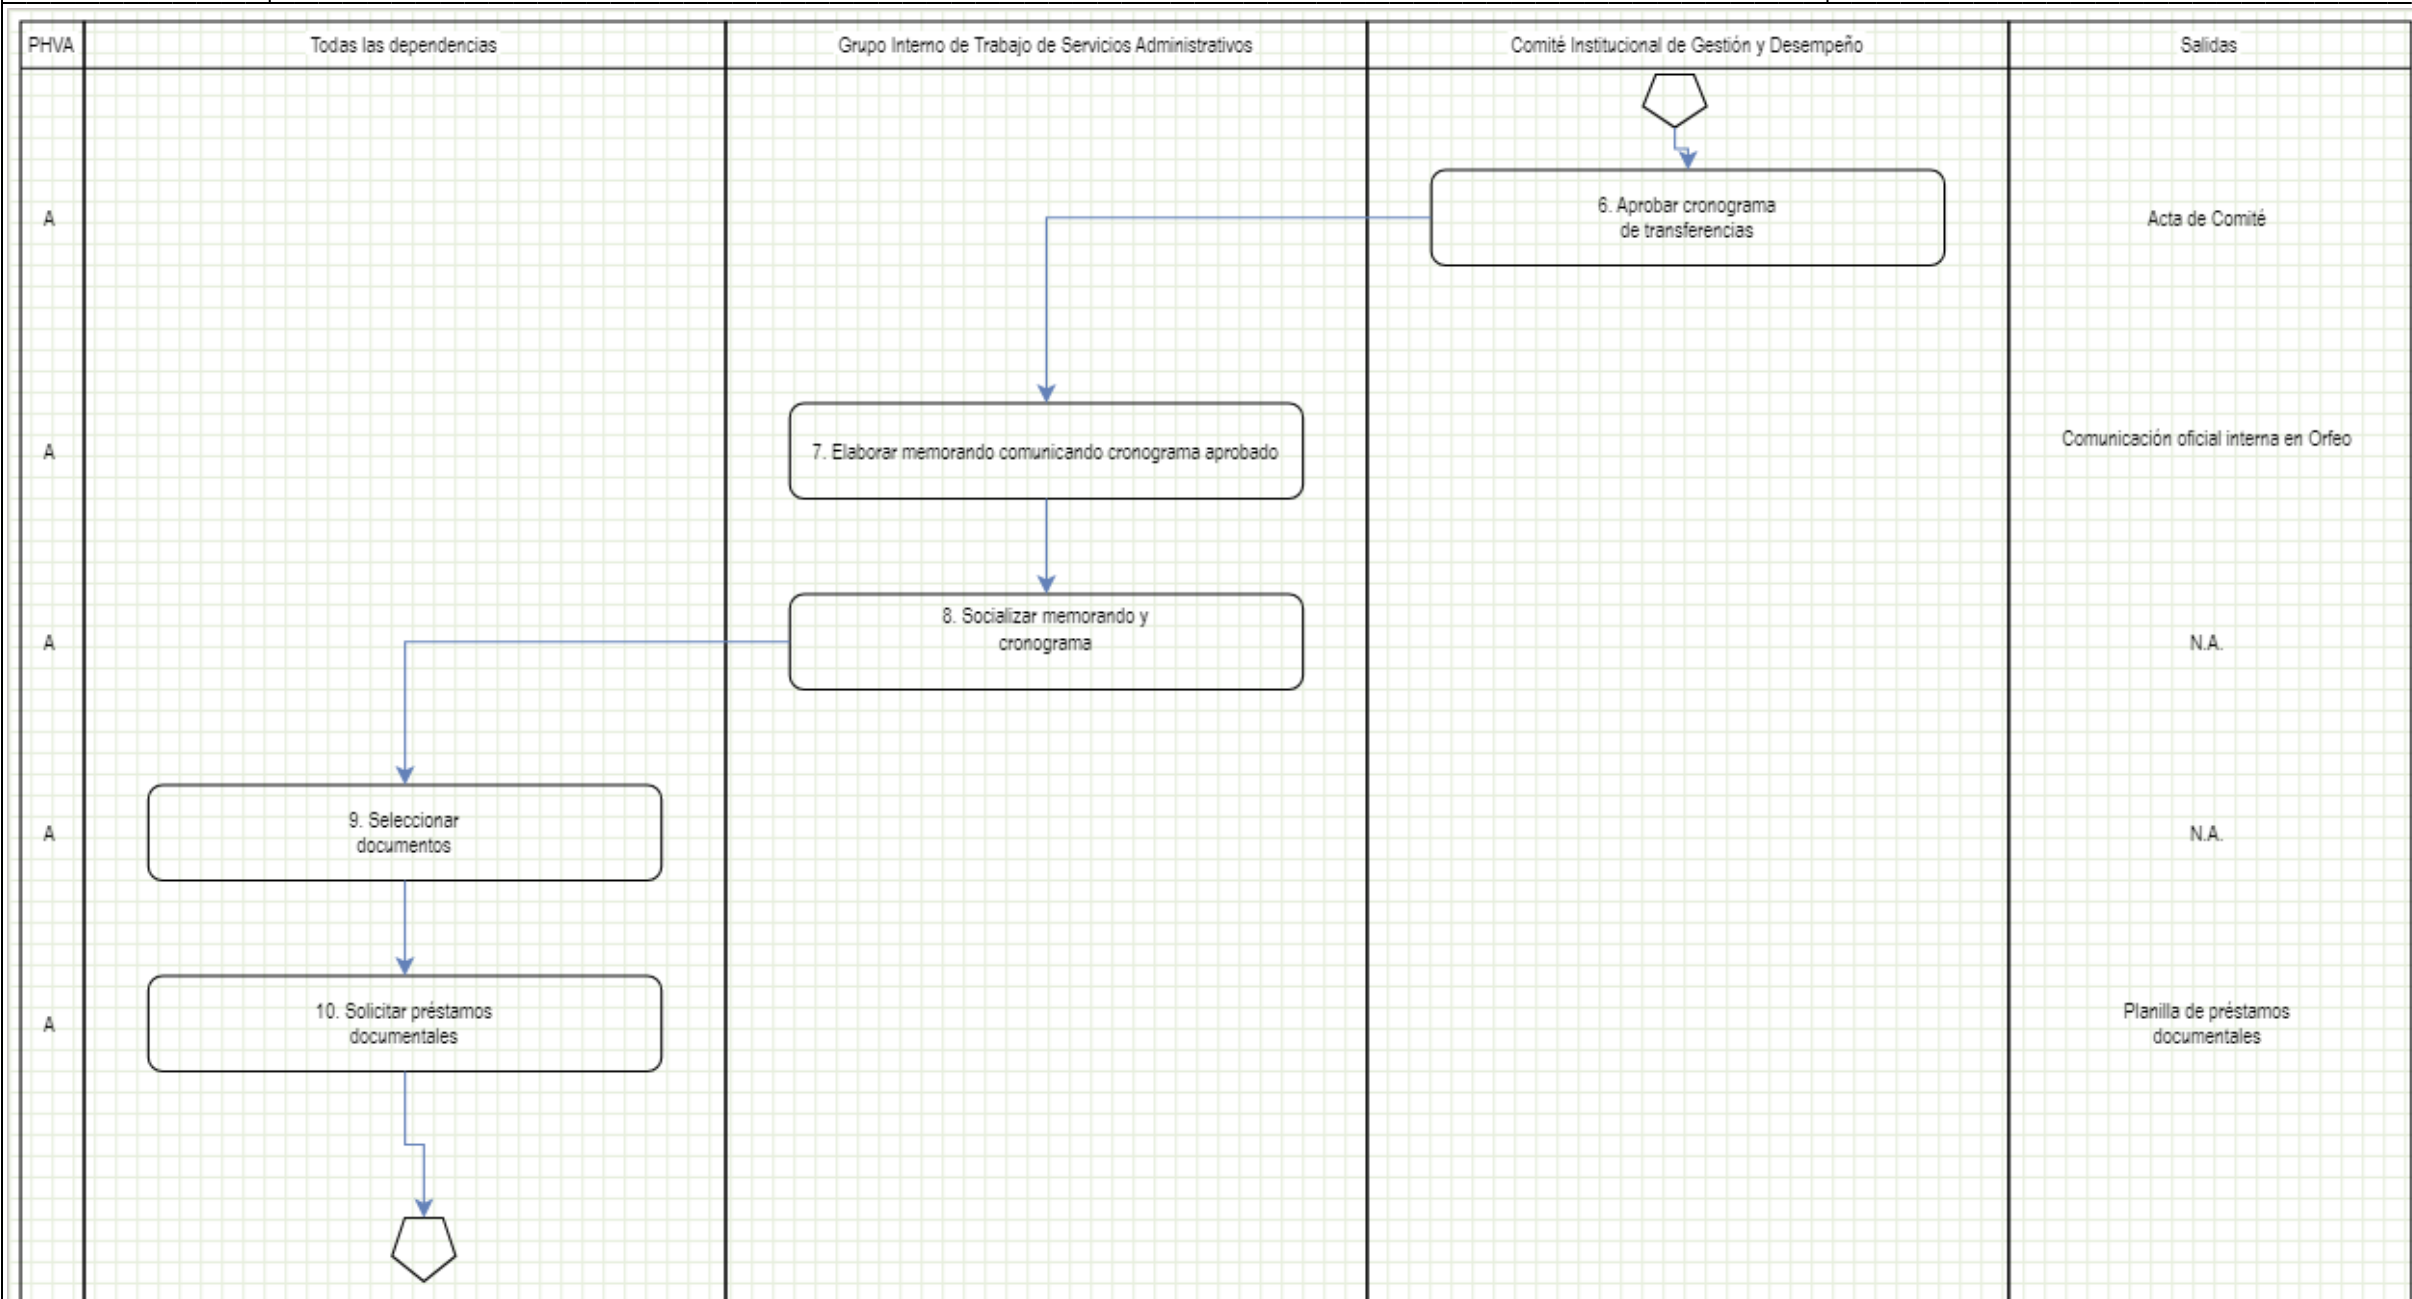 PHVA
Todas las dependencias
Grupo Interno de Trabajo de Servicios Administrativos
Comité Institucional de Gestión y Desempeño
Salidas
A
6. Aprobar cronograma
de transferencias
Acta de Comité
A
7. Elaborar memorando comunicando cronograma aprobado
Comunicación oficial interna en Orfeo
A
8. Socializar memorando y
cronograma
N.A.
A
9. Seleccionar
documentos
N.A.
A
10. Solicitar préstamos
documentales
Planilla de préstamos
documentales